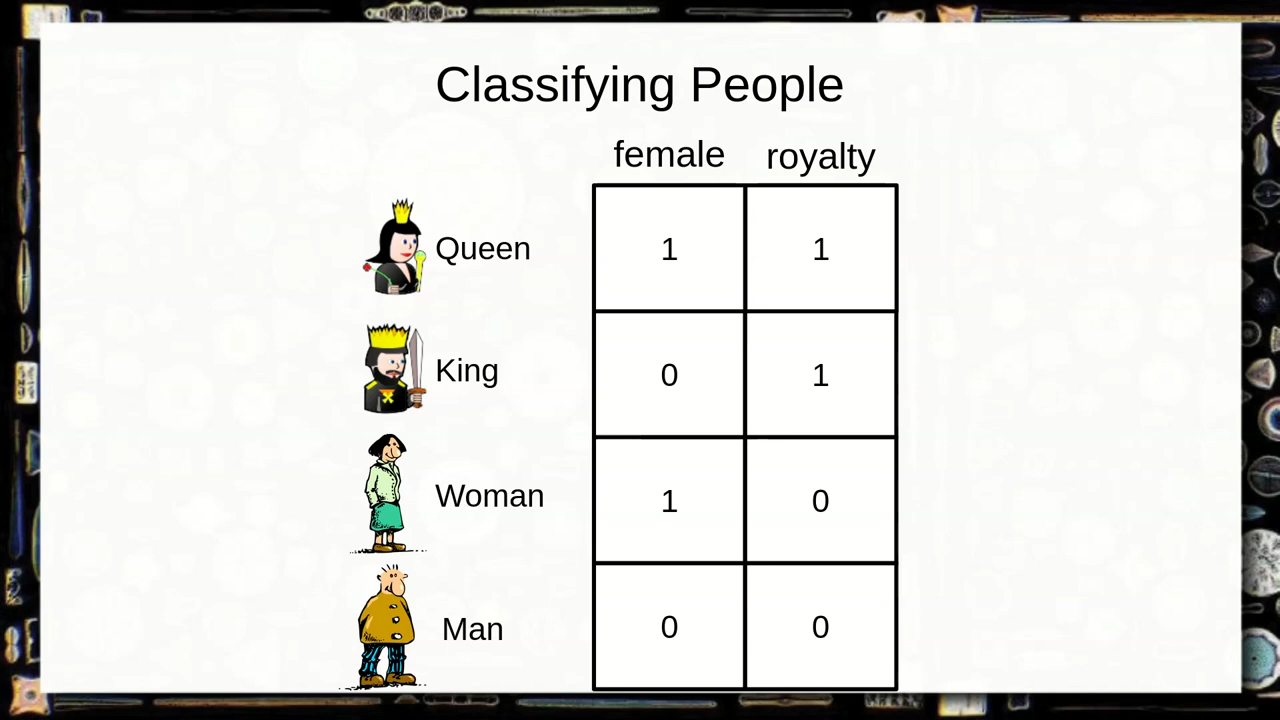 Classifying People
female royalty
Queen 1 1
King 0 1
Woman 1 0
Man 0 0